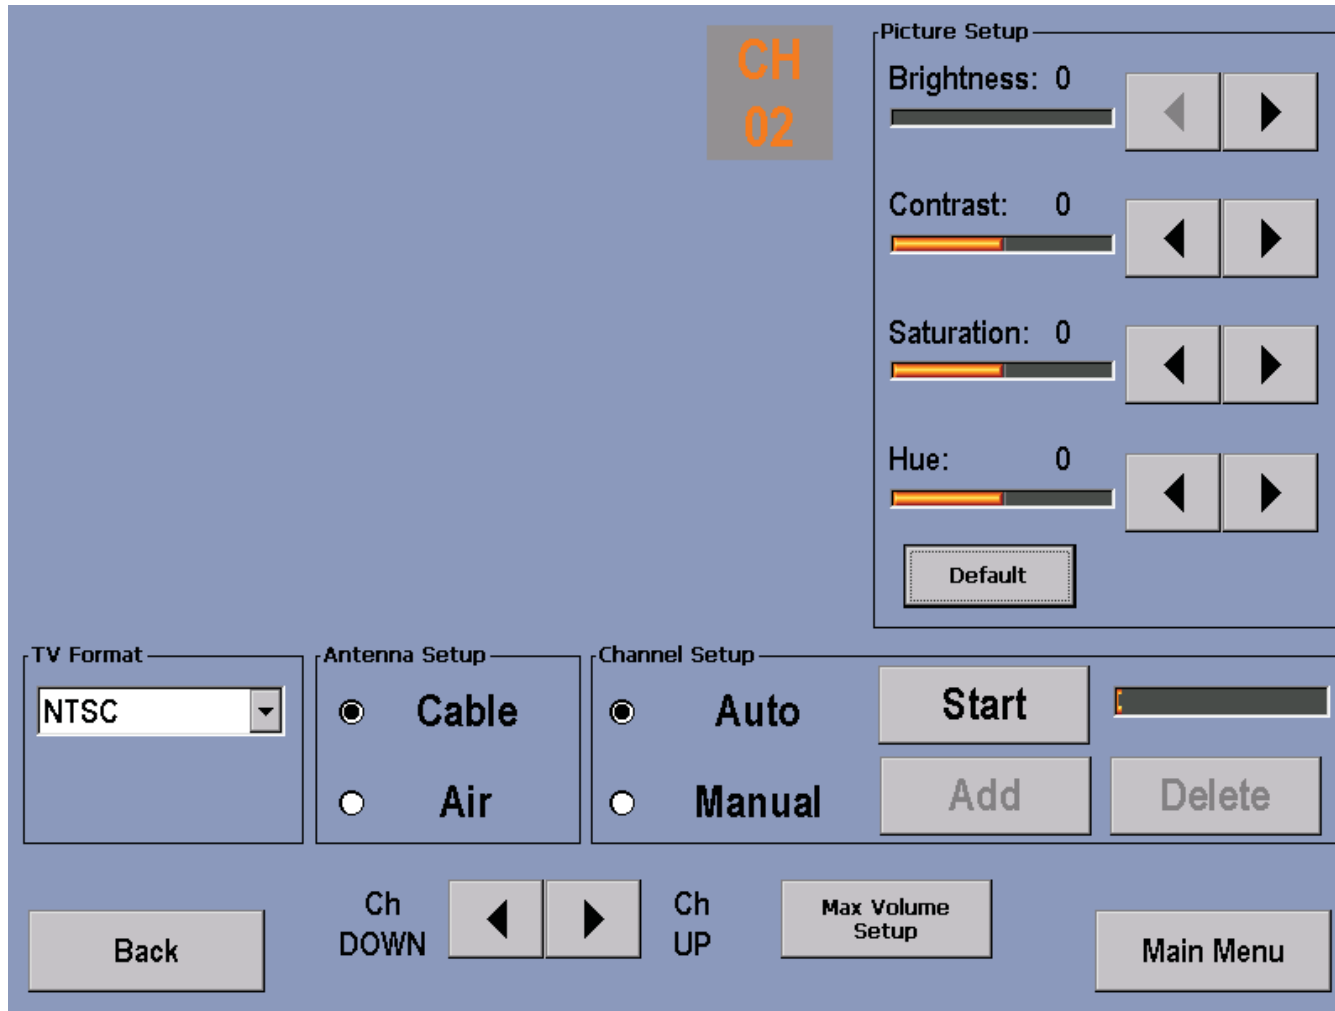 CH
02
Picture Setup
Brightness: 0
Contrast: 0
Saturation: 0
Hue: 0
Default
TV Format
NTSC
Antenna Setup
Cable
Air
Channel Setup
Auto
Start
Manual
Add
Delete
Back
Ch
DOWN
Ch
UP
Max Volume
Setup
Main Menu